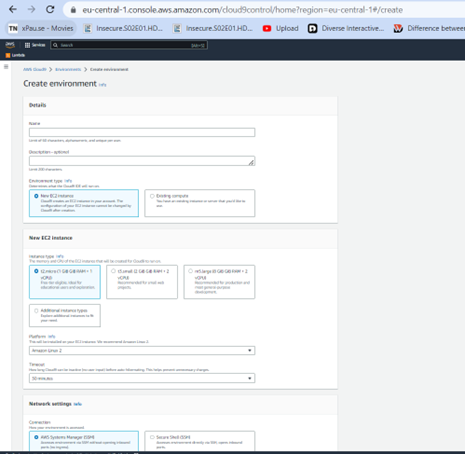 eu-central-1.console.aws.amazon.com/cloud9control/home?region=eu-central-1#/create
TN xPau.se - Movies
Insecure.S02E01.HD...
Insecure.S02E01.HD...
Upload
Diverse Interactive...
Difference between
aws
Services
Search
[Alt+S]
Lambda
AWS Cloud9 > Environments > Create environment
Create environment Info
Details
Name
Limit of 60 characters, alphanumeric, and unique per user.
Description - optional
Limit 200 characters.
Environment type Info
Determines what the Cloud9 IDE will run on.
New EC2 instance
Cloud9 creates an EC2 instance in your account. The
configuration of your EC2 instance cannot be changed by
Cloud9 after creation.
Existing compute
You have an existing instance or server that you'd like to
use.
New EC2 instance
Instance type Info
The memory and CPU of the EC2 instance that will be created for Cloud9 to run on.
t2.micro (1 GiB RAM + 1
vCPU)
Free-tier eligible. Ideal for
educational users and exploration.
t3.small (2 GiB RAM + 2
vCPU)
Recommended for small web
projects.
m5.large (8 GiB RAM + 2
vCPU)
Recommended for production and
most general-purpose
development.
Additional instance types
Explore additional instances to fit
your need.
Platform Info
This will be installed on your EC2 instance. We recommend Amazon Linux 2.
Amazon Linux 2
Timeout
How long Cloud9 can be inactive (no user input) before auto-hibernating. This helps prevent unnecessary charges.
30 minutes
Network settings Info
Connection
How your environment is accessed.
AWS Systems Manager (SSM)
Accesses environment via SSM without opening inbound
ports (no ingress).
Secure Shell (SSH)
Accesses environment directly via SSH, opens inbound
ports.